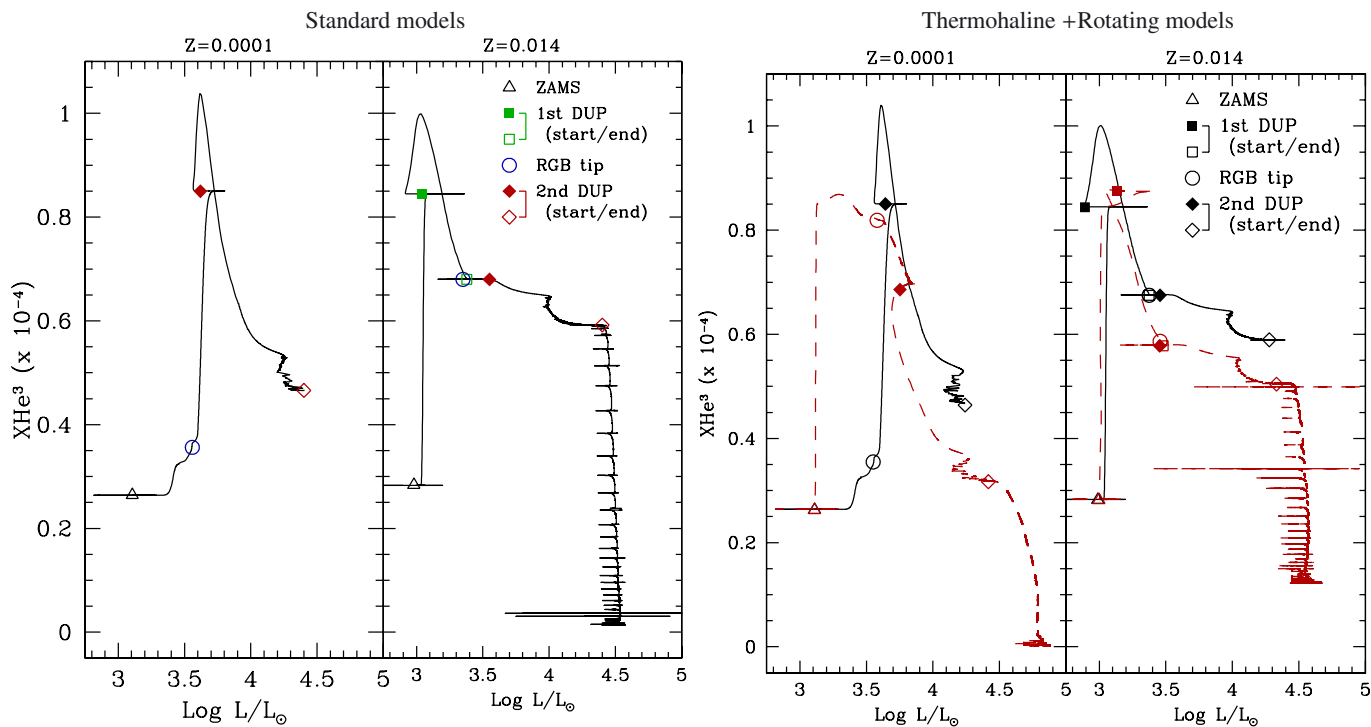 Standard models
Z=0.0001
Z=0.014
XHe³ (x 10⁻⁴)
1
0.8
0.6
0.4
0.2
0
ZAMS
1st DUP
(start/end)
RGB tip
2nd DUP
(start/end)
3
3.5
4
4.5
5
3
3.5
4
4.5
5
Log L/L☉
Log L/L☉
Thermohaline +Rotating models
Z=0.0001
Z=0.014
XHe³ (x 10⁻⁴)
1
0.8
0.6
0.4
0.2
0
ZAMS
1st DUP
(start/end)
RGB tip
2nd DUP
(start/end)
3
3.5
4
4.5
5
3
3.5
4
4.5
5
Log L/L☉
Log L/L☉